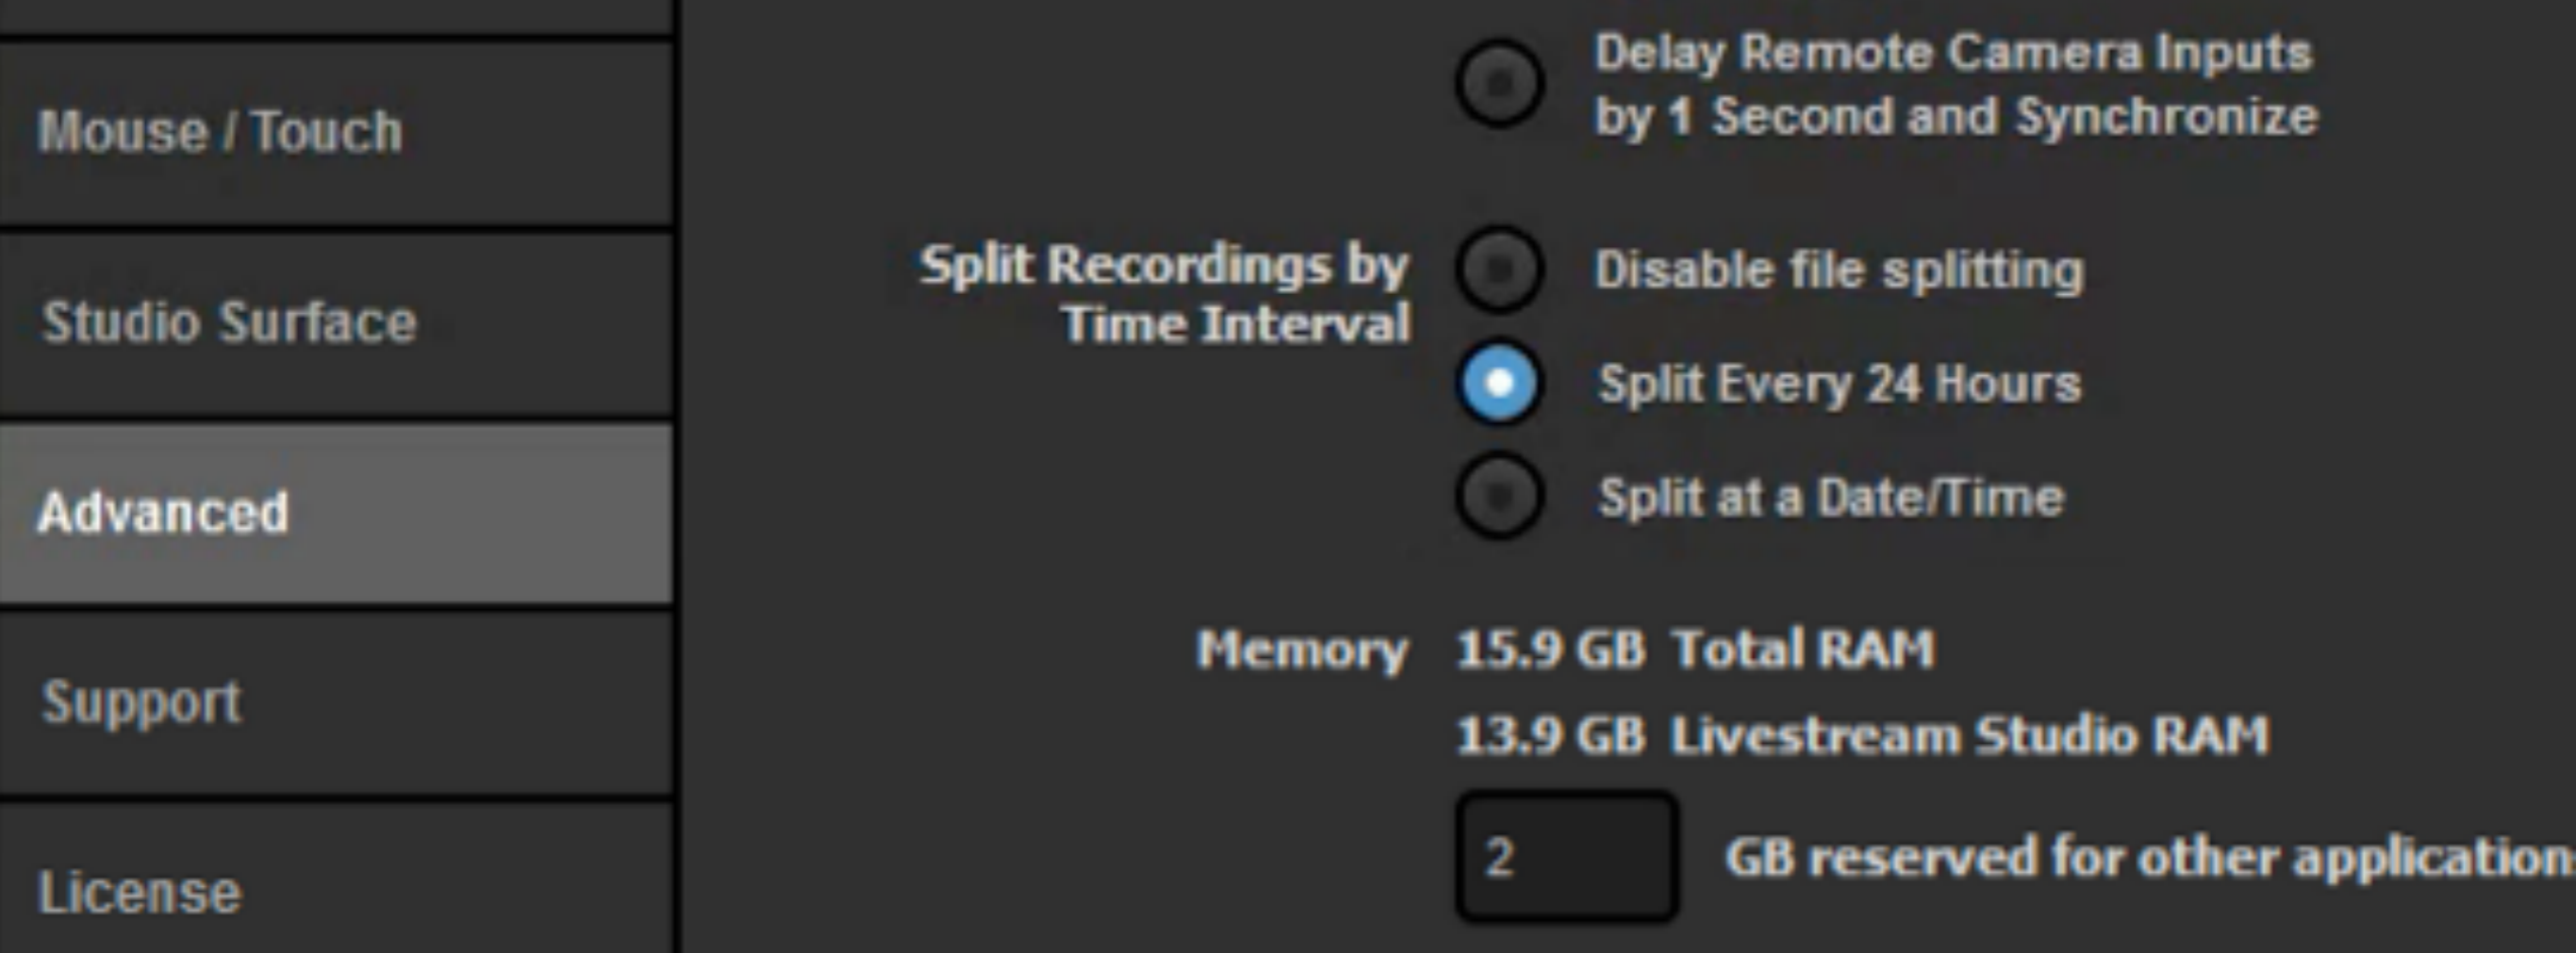 Mouse / Touch
Studio Surface
Advanced
Support
License
Delay Remote Camera Inputs
by 1 Second and Synchronize
Split Recordings by
Time Interval
Disable file splitting
Split Every 24 Hours
Split at a Date/Time
Memory
15.9 GB Total RAM
13.9 GB Livestream Studio RAM
2 GB reserved for other application